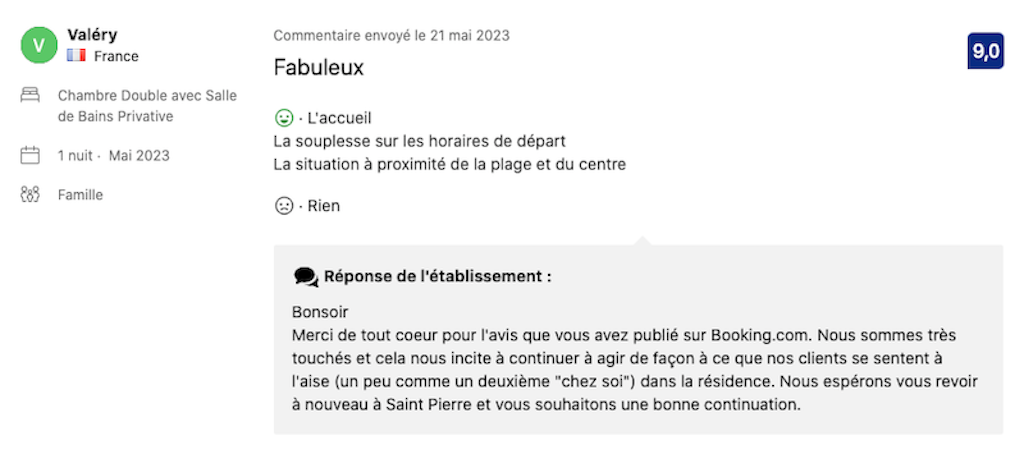 V
Valéry
France
Chambre Double avec Salle
de Bains Privative
1 nuit · Mai 2023
Famille
Commentaire envoyé le 21 mai 2023
9,0
Fabuleux
· L'accueil
La souplesse sur les horaires de départ
La situation à proximité de la plage et du centre
· Rien
Réponse de l'établissement :
Bonsoir
Merci de tout coeur pour l'avis que vous avez publié sur Booking.com. Nous sommes très
touchés et cela nous incite à continuer à agir de façon à ce que nos clients se sentent à
l'aise (un peu comme un deuxième "chez soi") dans la résidence. Nous espérons vous revoir
à nouveau à Saint Pierre et vous souhaitons une bonne continuation.